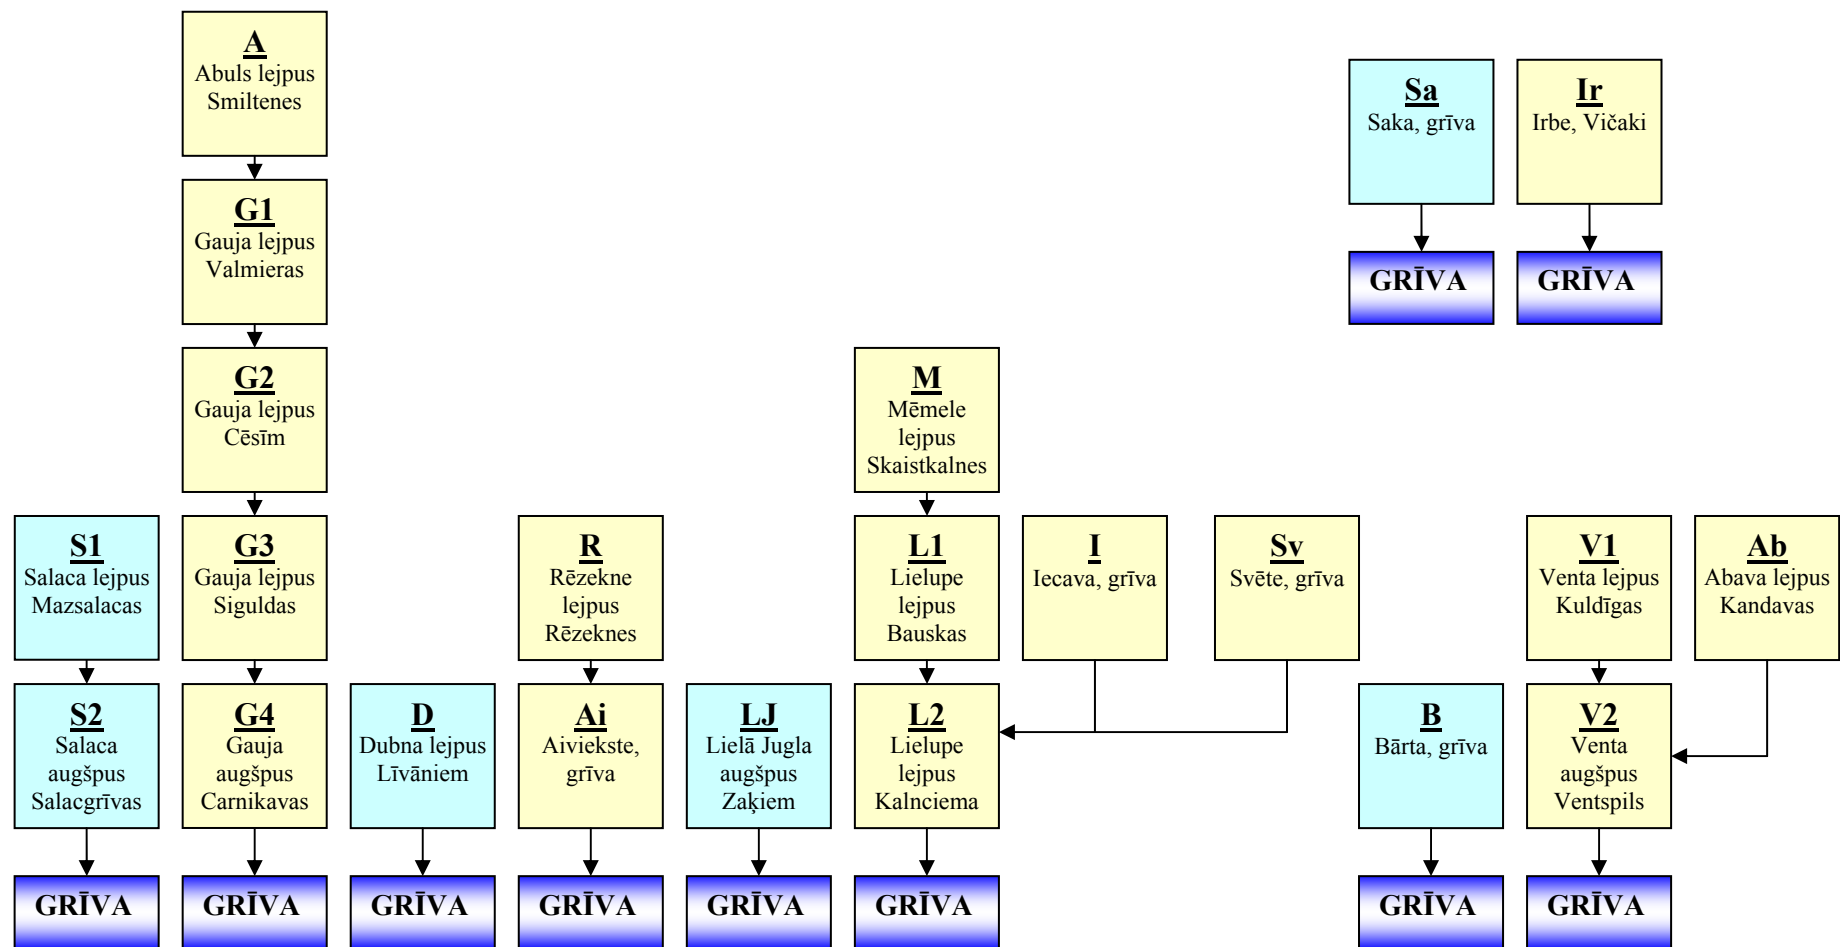 A
Abuls lejpus
Smiltenes
Sa
Saka, grīva
Ir
Irbe, Vičaki
G1
Gauja lejpus
Valmieras
GRĪVA
GRĪVA
G2
Gauja lejpus
Cēsīm
M
Mēmele
lejpus
Skaistkalnes
S1
Salaca lejpus
Mazsalacas
G3
Gauja lejpus
Siguldas
R
Rēzekne
lejpus
Rēzeknes
L1
Lielupe
lejpus
Bauskas
I
Iecava, grīva
Sv
Svēte, grīva
V1
Venta lejpus
Kuldīgas
Ab
Abava lejpus
Kandavas
S2
Salaca
augšpus
Salacgrīvas
G4
Gauja
augšpus
Carnikavas
D
Dubna lejpus
Līvāniem
Ai
Aiviekste,
grīva
LJ
Lielā Jugla
augšpus
Zaķiem
L2
Lielupe
lejpus
Kalnciema
B
Bārta, grīva
V2
Venta
augšpus
Ventspils
GRĪVA
GRĪVA
GRĪVA
GRĪVA
GRĪVA
GRĪVA
GRĪVA
GRĪVA